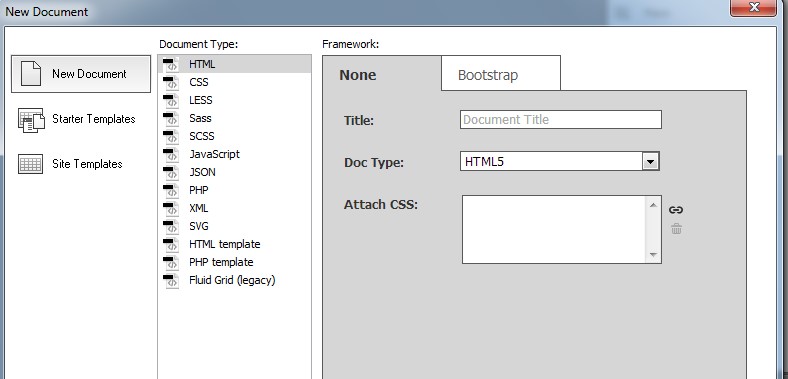 New Document
New Document
Starter Templates
Site Templates
Document Type:
HTML
CSS
LESS
Sass
SCSS
JavaScript
JSON
PHP
XML
SVG
HTML template
PHP template
Fluid Grid (legacy)
Framework:
None
Bootstrap
Title:
Document Title
Doc Type:
HTML5
Attach CSS: